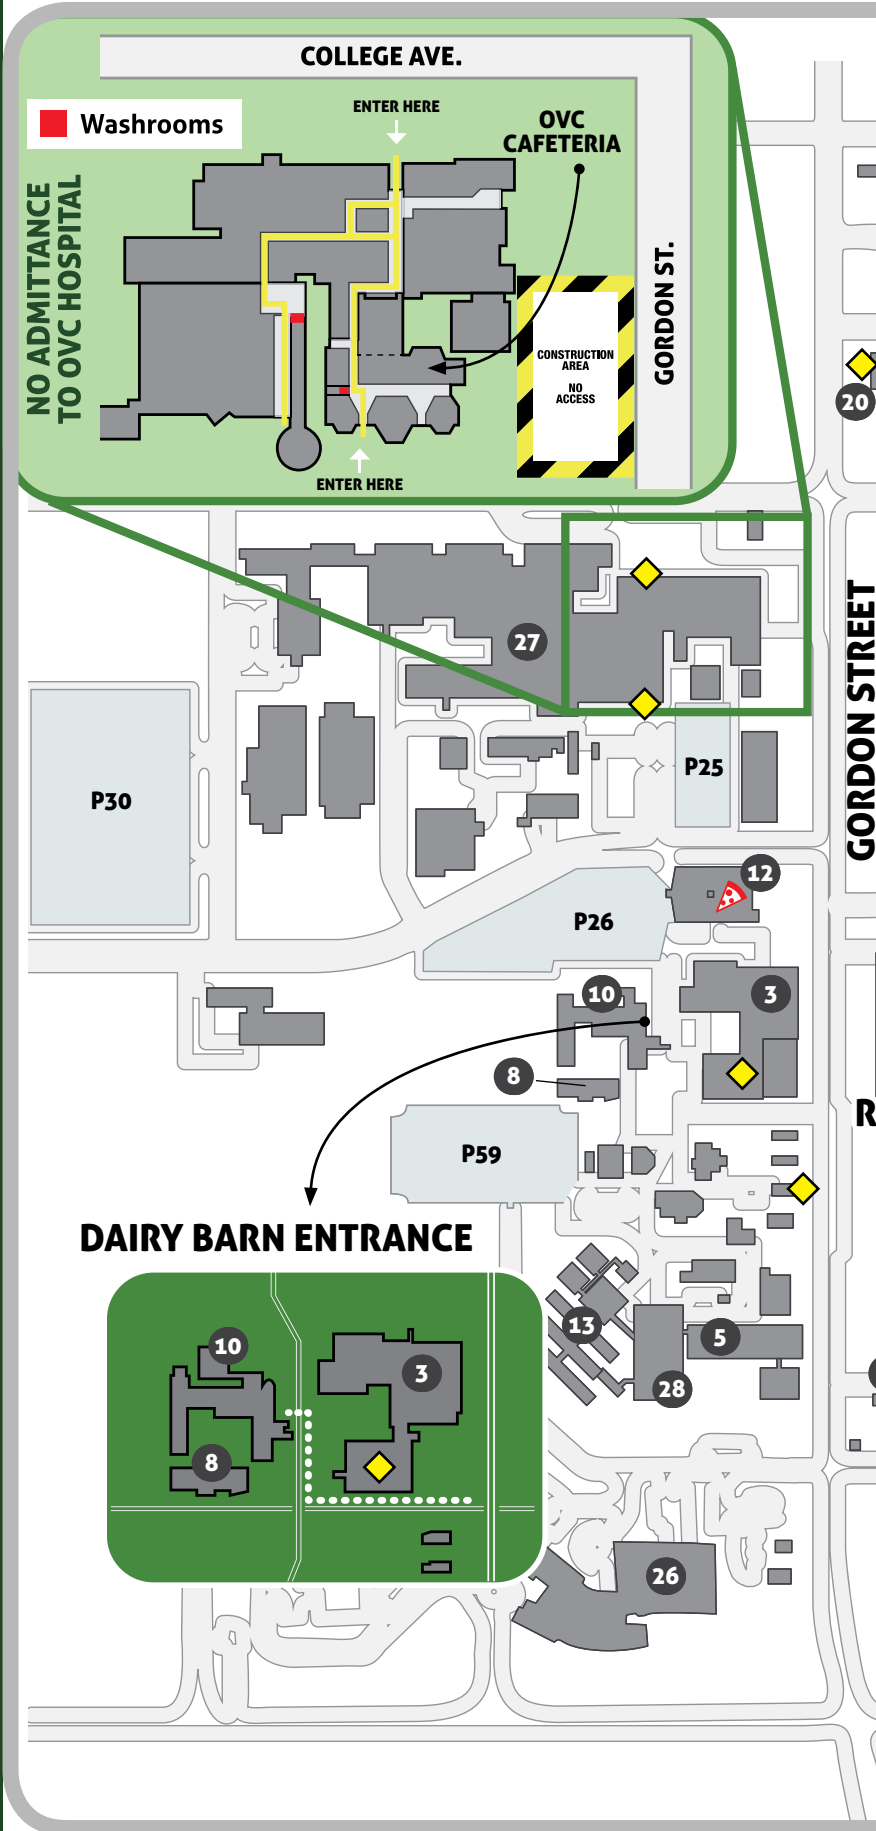 COLLEGE AVE.
Washrooms
ENTER HERE
OVC
CAFETERIA
NO ADMITTANCE
TO OVC HOSPITAL
GORDON ST.
CONSTRUCTION
AREA
NO
ACCESS
ENTER HERE
20
27
GORDON STREET
P30
P25
12
P26
10
3
8
R
P59
DAIRY BARN ENTRANCE
13
5
28
10
3
8
26